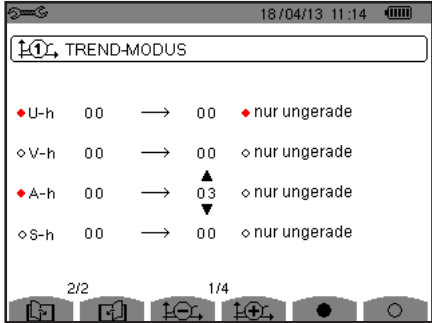 18/04/13 11:14
1 TREND-MODUS
U-h 00 → 00 nur ungerade
V-h 00 → 00 nur ungerade
A-h 00 → 03 nur ungerade
S-h 00 → 00 nur ungerade
2/2 1/4